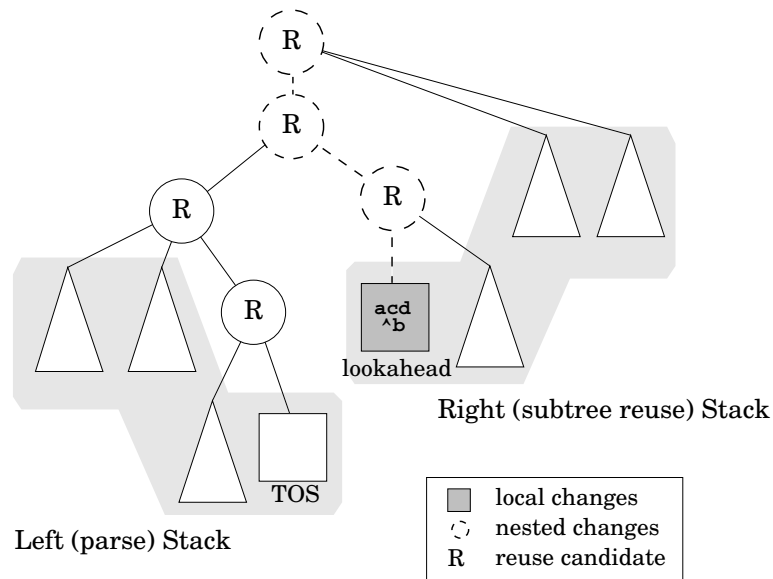 R
R
R
R
R
acd
^b
lookahead
Right (subtree reuse) Stack
TOS
Left (parse) Stack
local changes
nested changes
R reuse candidate